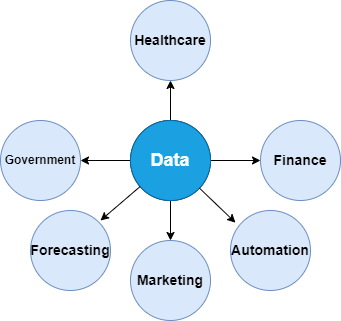 Healthcare
Government
Data
Finance
Forecasting
Marketing
Automation